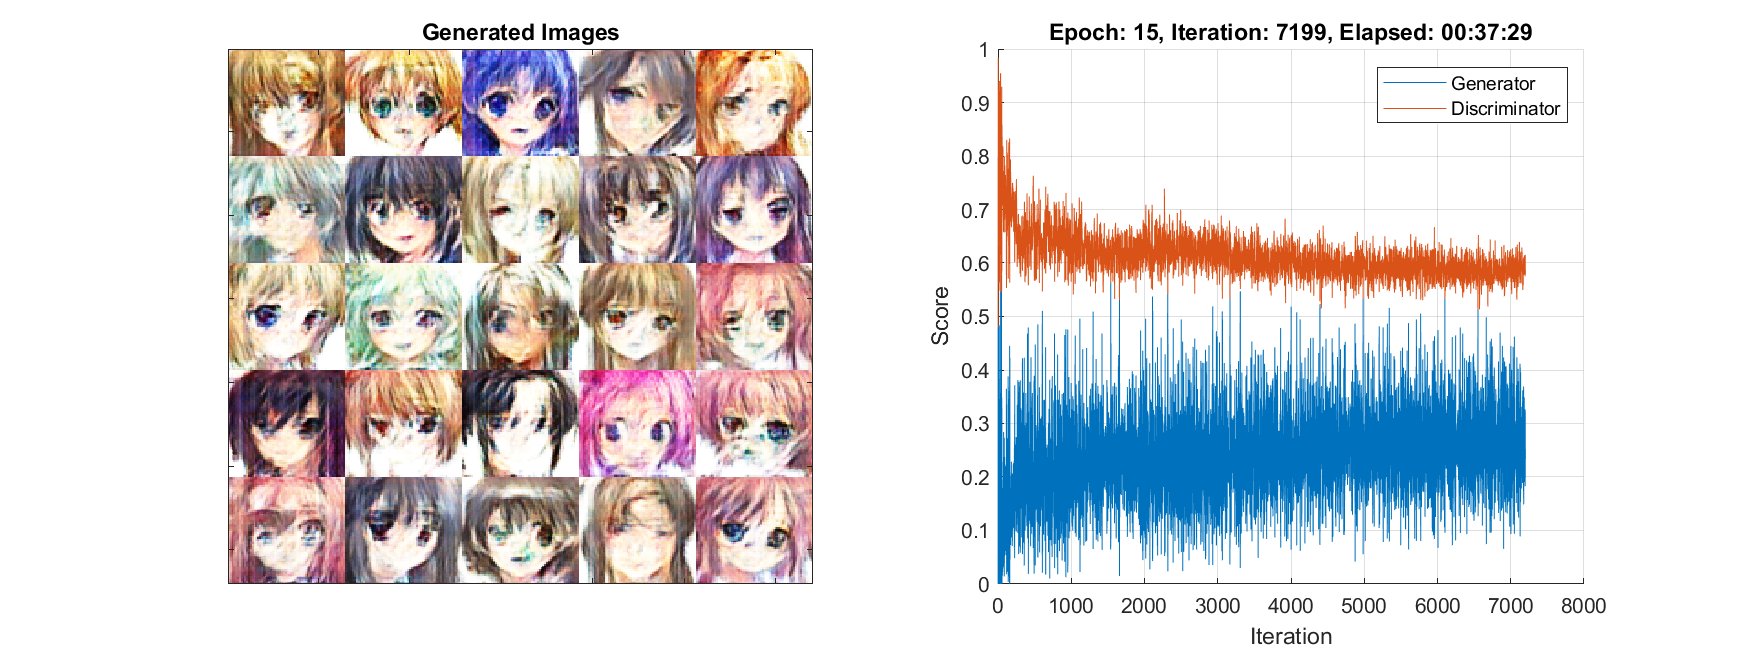 Generated Images
Epoch: 15, Iteration: 7199, Elapsed: 00:37:29
Generator
Discriminator
1
0.9
0.8
0.7
0.6
0.5
0.4
0.3
0.2
0.1
0
Score
0 1000 2000 3000 4000 5000 6000 7000 8000
Iteration